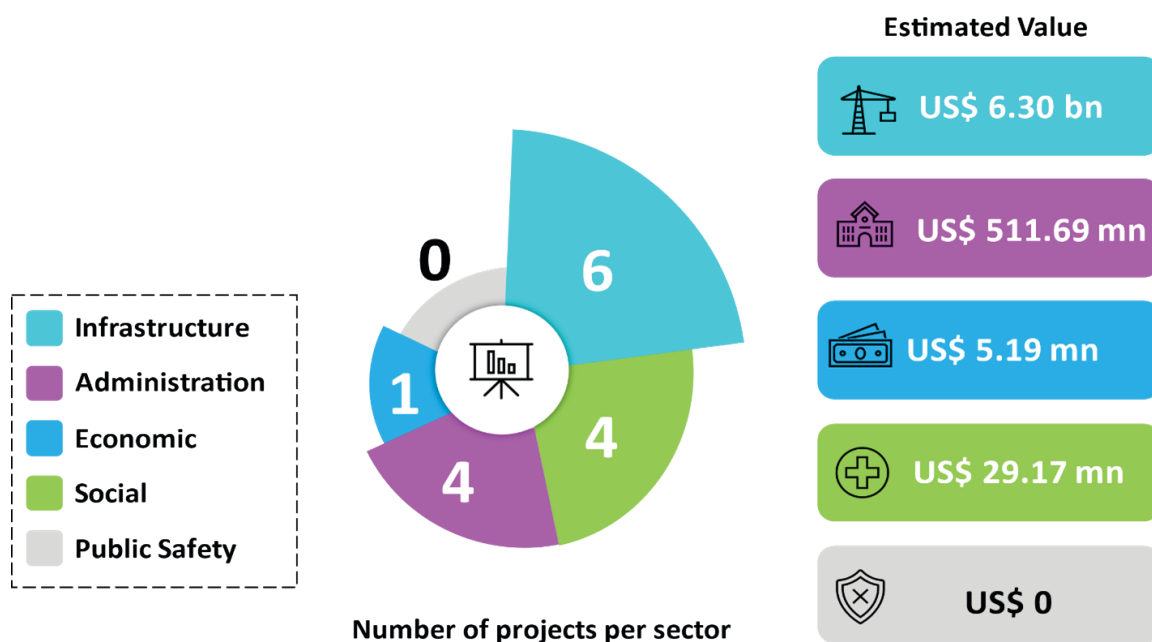 Estimated Value
US$ 6.30 bn
US$ 511.69 mn
US$ 5.19 mn
US$ 29.17 mn
US$ 0
0
6
1
4
4
Infrastructure
Administration
Economic
Social
Public Safety
Number of projects per sector